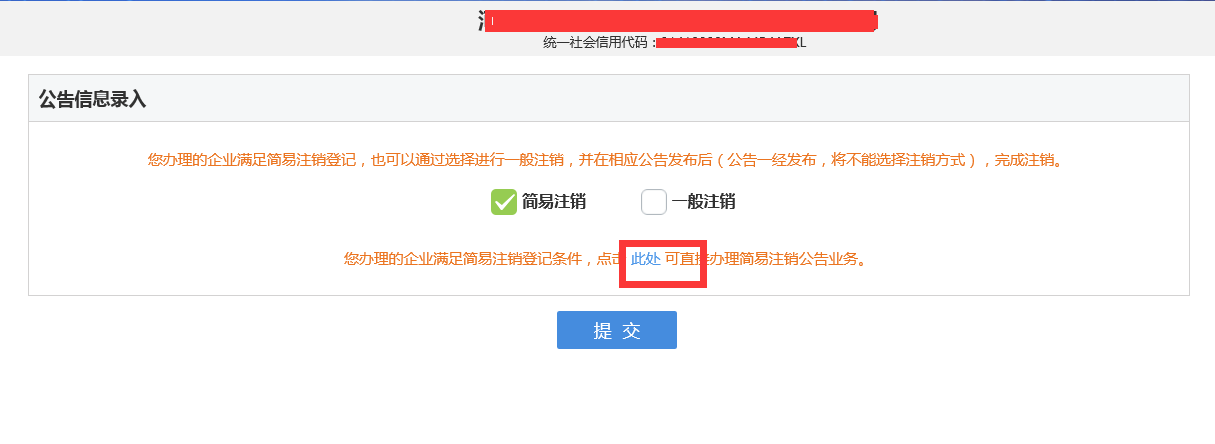 统一社会信用代码：
公告信息录入
您办理的企业满足简易注销登记，也可以通过选择进行一般注销，并在相应公告发布后（公告一经发布，将不能选择注销方式），完成注销。
简易注销 一般注销
您办理的企业满足简易注销登记条件，点击 此处 可直接办理简易注销公告业务。
提 交